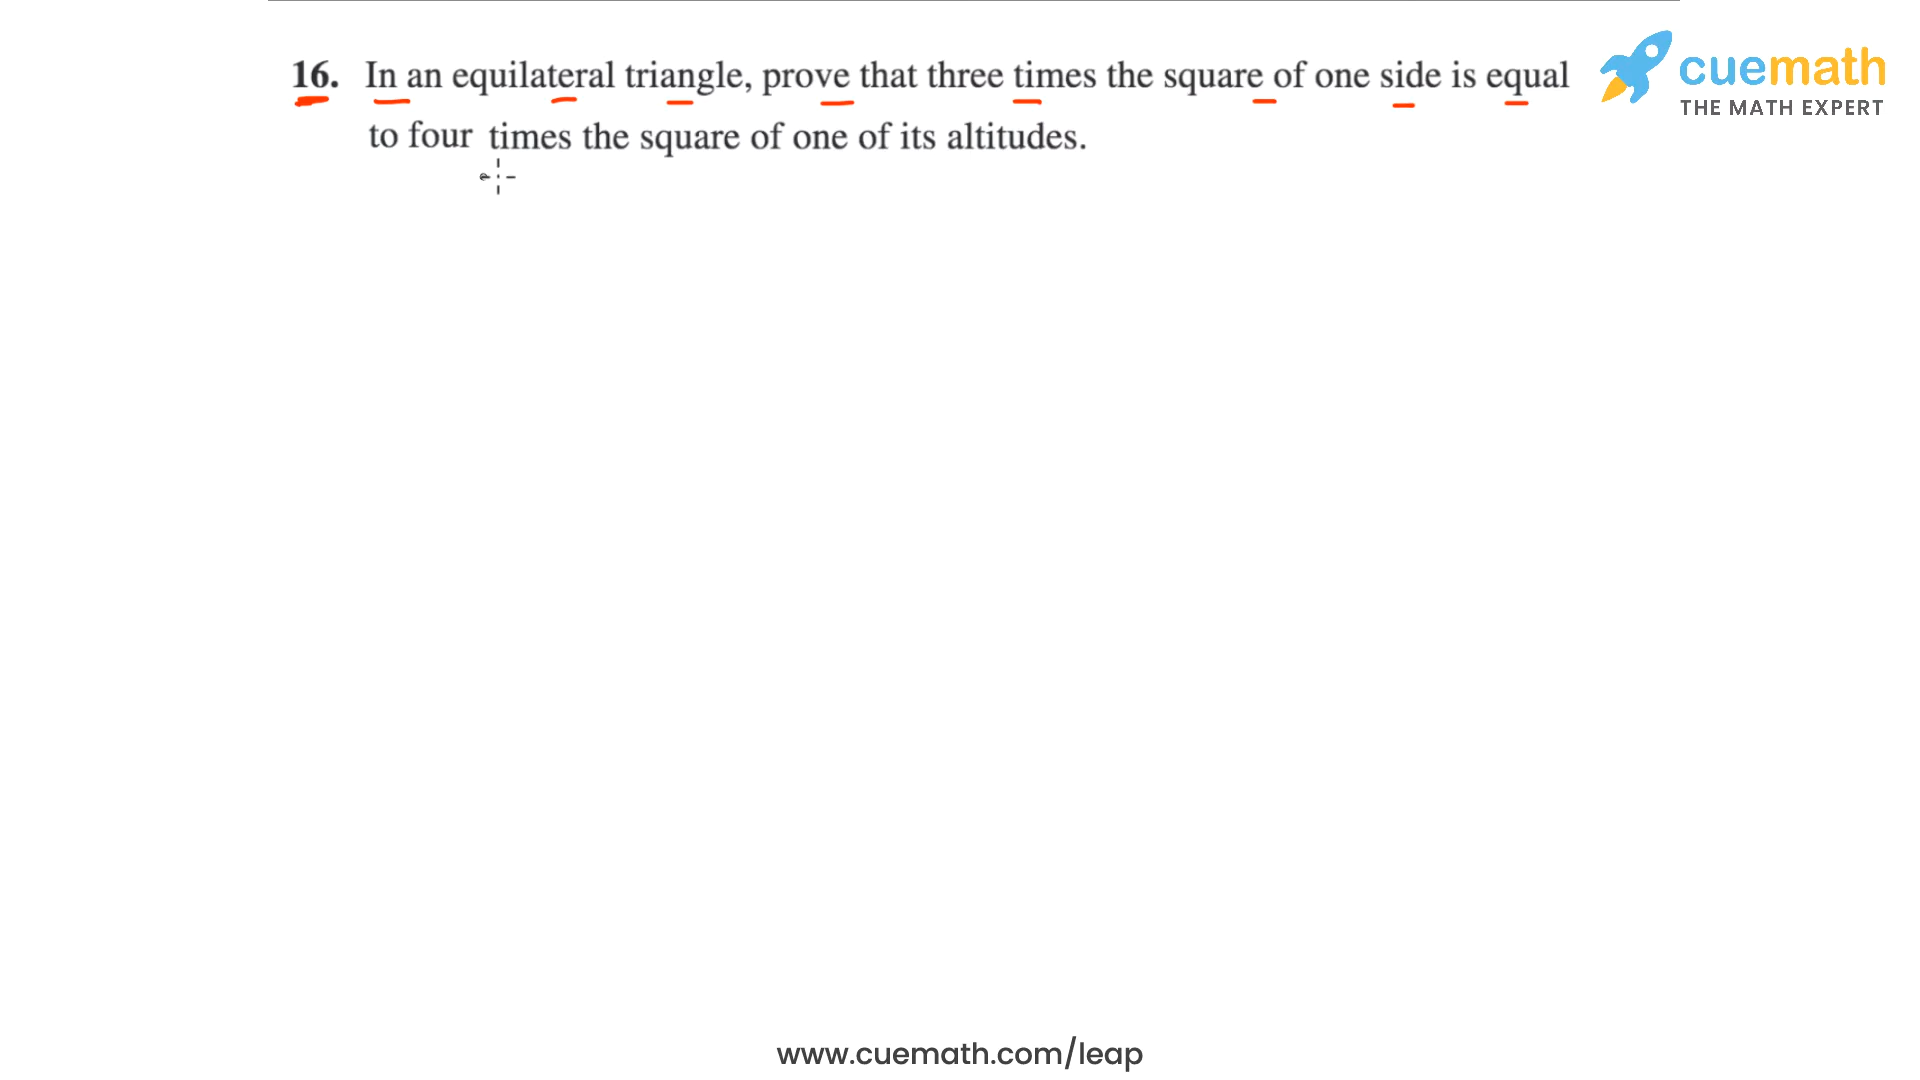 16. In an equilateral triangle, prove that three times the square of one side is equal
to four times the square of one of its altitudes.
cuemath
THE MATH EXPERT
www.cuemath.com/leap